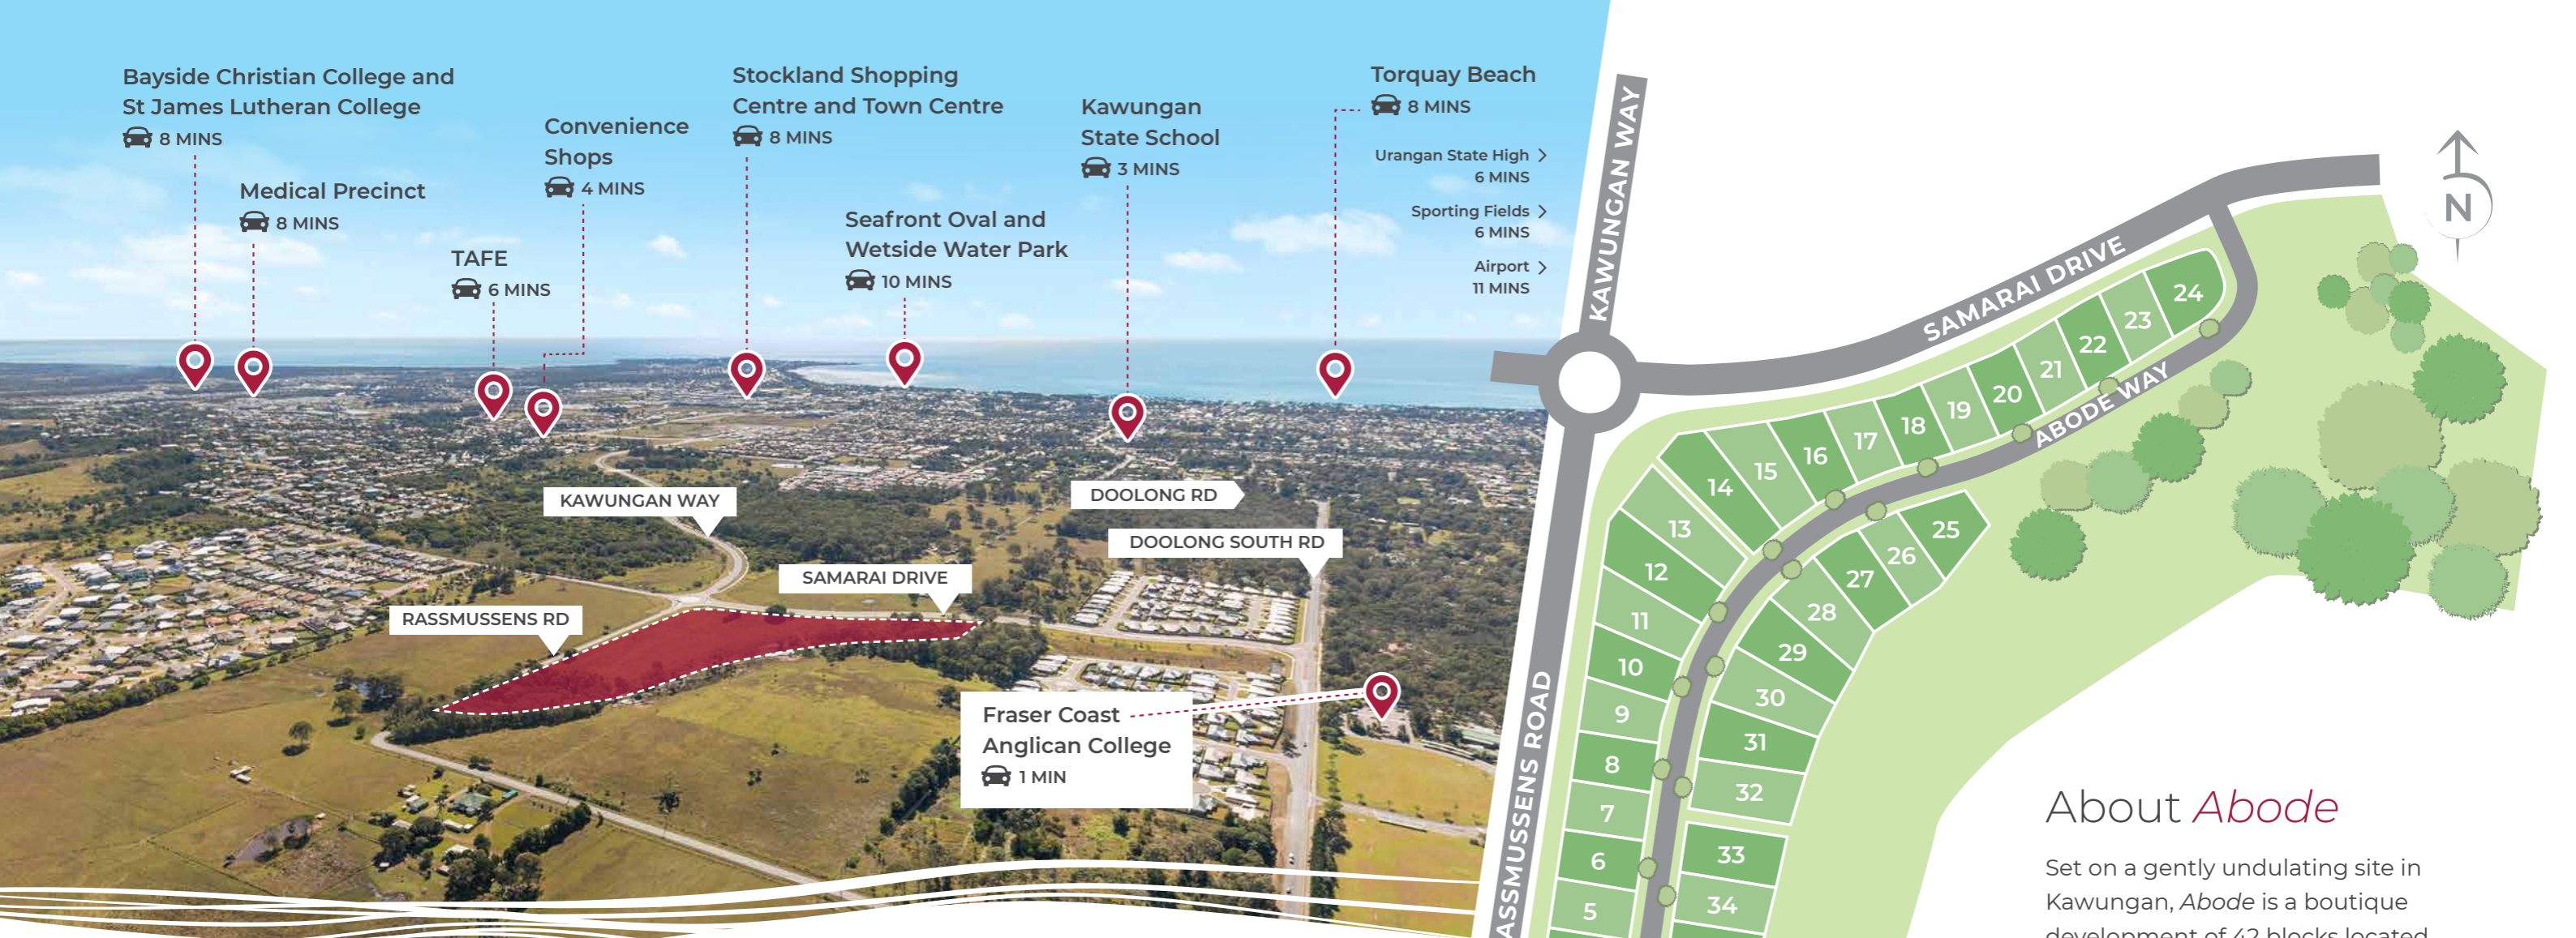 Bayside Christian College and
St James Lutheran College
8 MINS
Medical Precinct
8 MINS
TAFE
6 MINS
Convenience
Shops
4 MINS
Stockland Shopping
Centre and Town Centre
8 MINS
Seafront Oval and
Wetside Water Park
10 MINS
Kawungan
State School
3 MINS
Torquay Beach
8 MINS
Urangan State High >
6 MINS
Sporting Fields >
6 MINS
Airport >
11 MINS
KAWUNGAN WAY
DOOLONG RD
DOOLONG SOUTH RD
SAMARAI DRIVE
RASSMUSSENS RD
Fraser Coast
Anglican College
1 MIN
KAWUNGAN WAY
SAMARAI DRIVE
ABODE WAY
ASSMUSSENS ROAD
N
24
23
22
21
20
19
18
17
16
15
14
13
12
11
10
9
8
7
6
5
25
26
27
28
29
30
31
32
33
34
About Abode
Set on a gently undulating site in
Kawungan, Abode is a boutique
development of 42 blocks located